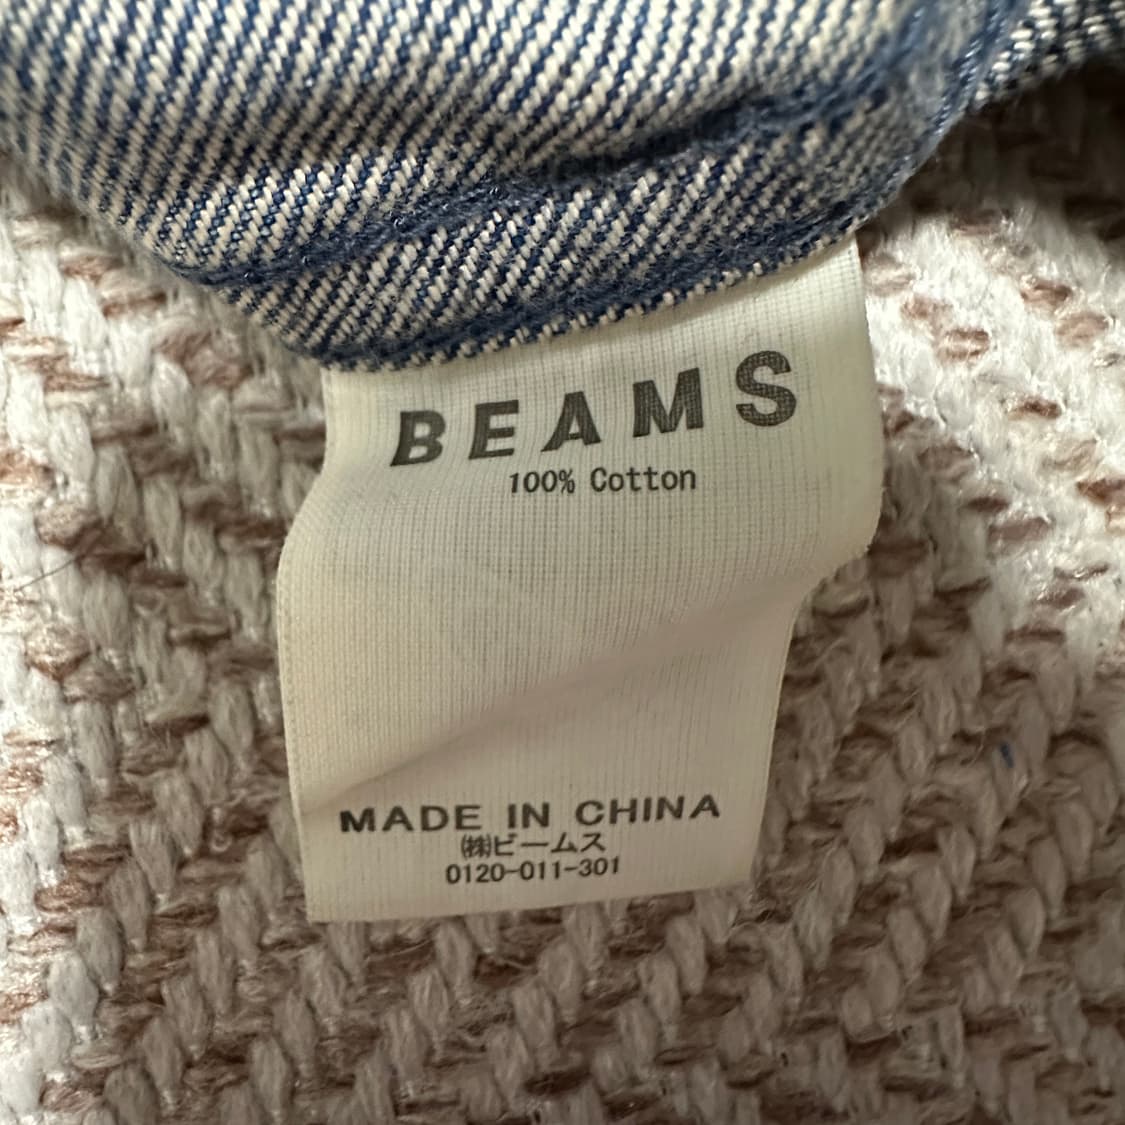 BEAMS
100% Cotton
MADE IN CHINA
㈱ビームス
0120-011-301